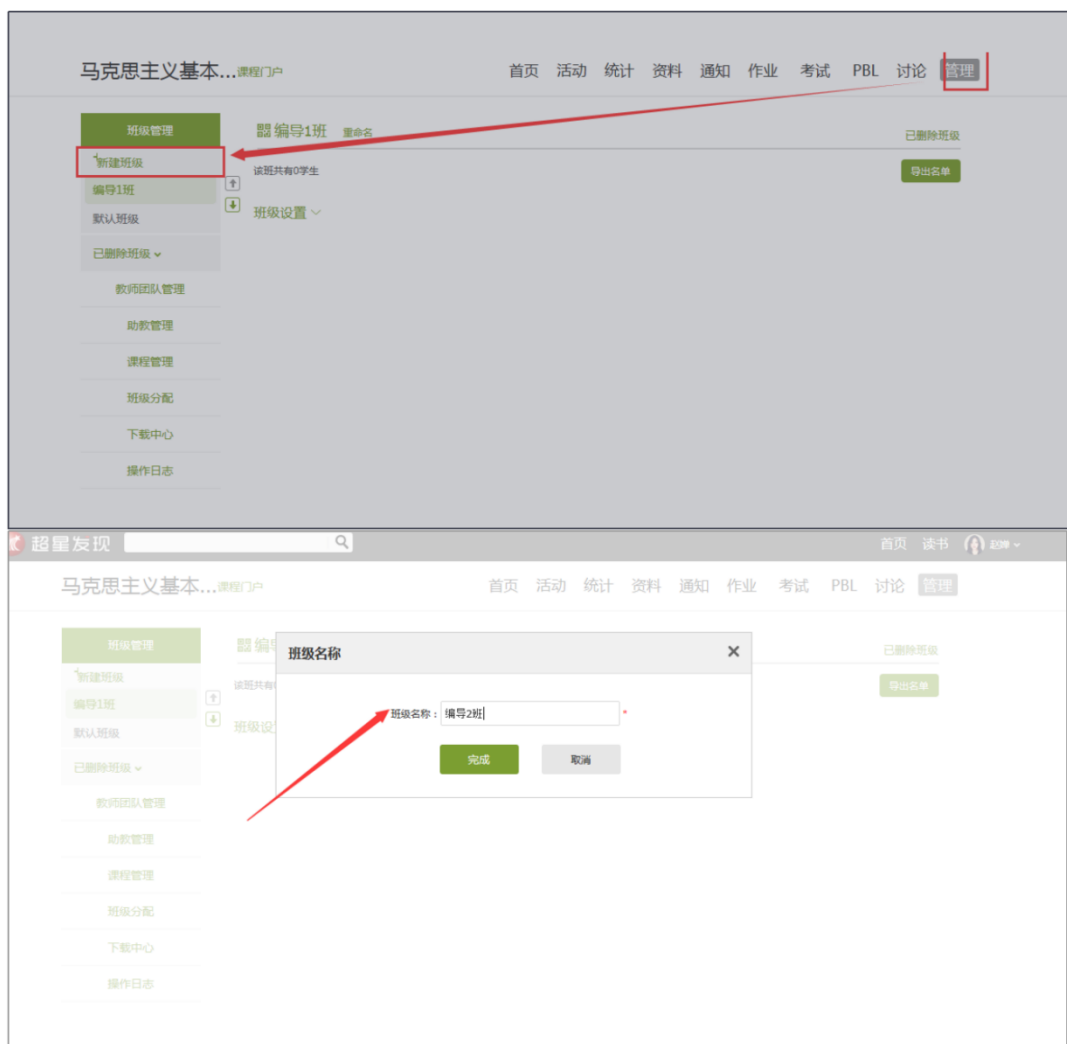 马克思主义基本...课程门户 首页 活动 统计 资料 通知 作业 考试 PBL 讨论 管理
班级管理
+新建班级
编导1班
默认班级
已删除班级
教师团队管理
助教管理
课程管理
班级分配
下载中心
操作日志
编导1班 重命名 已删除班级
该班共有0学生 导出名单
班级设置
超星发现 首页 读书
马克思主义基本...课程门户 首页 活动 统计 资料 通知 作业 考试 PBL 讨论 管理
班级管理
+新建班级
编导1班
默认班级
已删除班级
教师团队管理
助教管理
课程管理
班级分配
下载中心
操作日志
编导 已删除班级
该班共有 导出名单
班级设
班级名称 ×
班级名称：编导2班 *
完成 取消